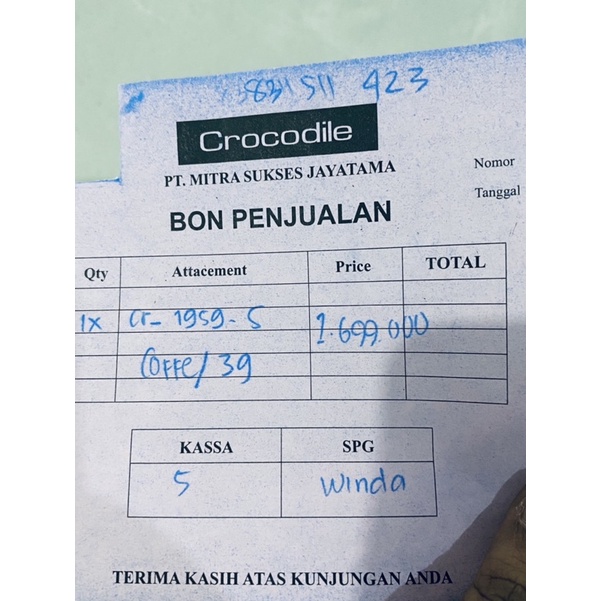 511 423
Crocodile
PT. MITRA SUKSES JAYATAMA
Nomor
Tanggal
BON PENJUALAN
Qty Attacement Price TOTAL
1x Cr- 1959-5 1.699.000
Coffe/39
KASSA SPG
5 Winda
TERIMA KASIH ATAS KUNJUNGAN ANDA